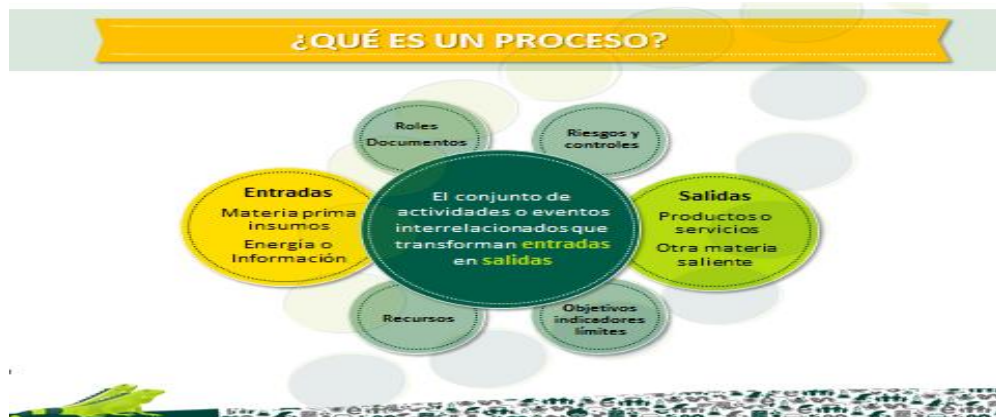 ¿QUÉ ES UN PROCESO?
Roles
Documentos
Riesgos y
controles
Entradas
Materia prima
insumos
Energía o
Información
El conjunto de
actividades o eventos
interrelacionados que
transforman entradas
en salidas
Salidas
Productos o
servicios
Otra materia
saliente
Recursos
Objetivos
indicadores
límites